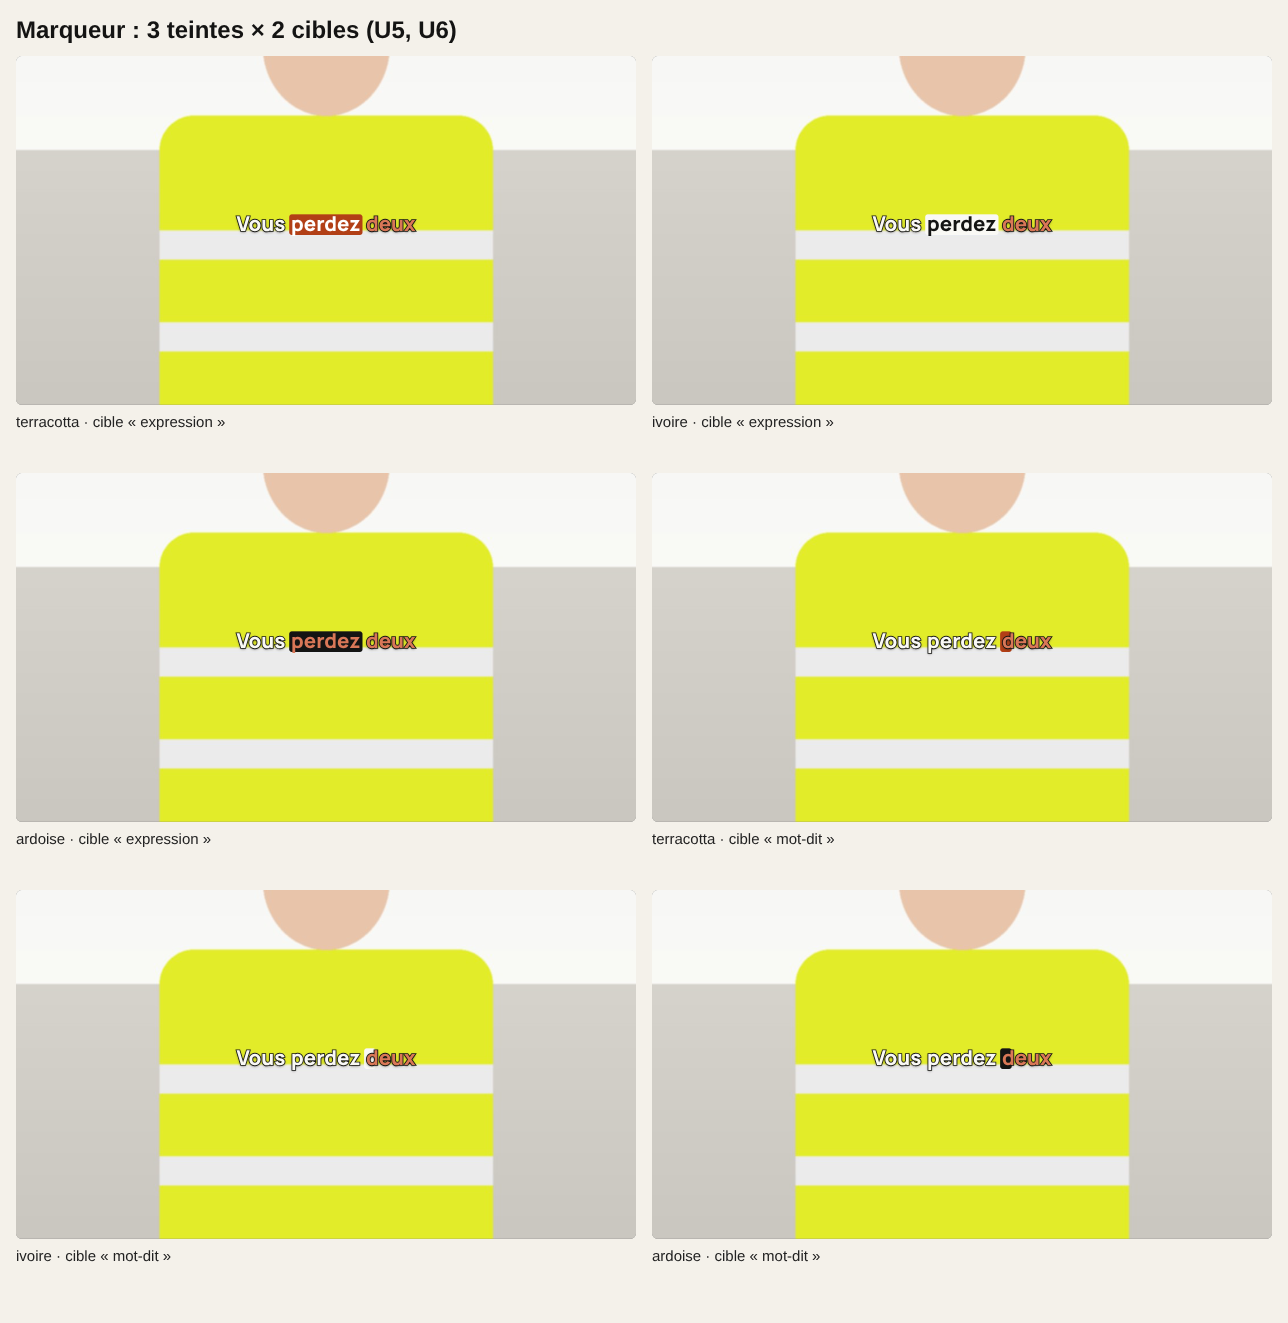 Marqueur : 3 teintes × 2 cibles (U5, U6)
Vous perdez deux
Vous perdez deux
terracotta · cible « expression »
ivoire · cible « expression »
Vous perdez deux
Vous perdez deux
ardoise · cible « expression »
terracotta · cible « mot-dit »
Vous perdez deux
Vous perdez deux
ivoire · cible « mot-dit »
ardoise · cible « mot-dit »